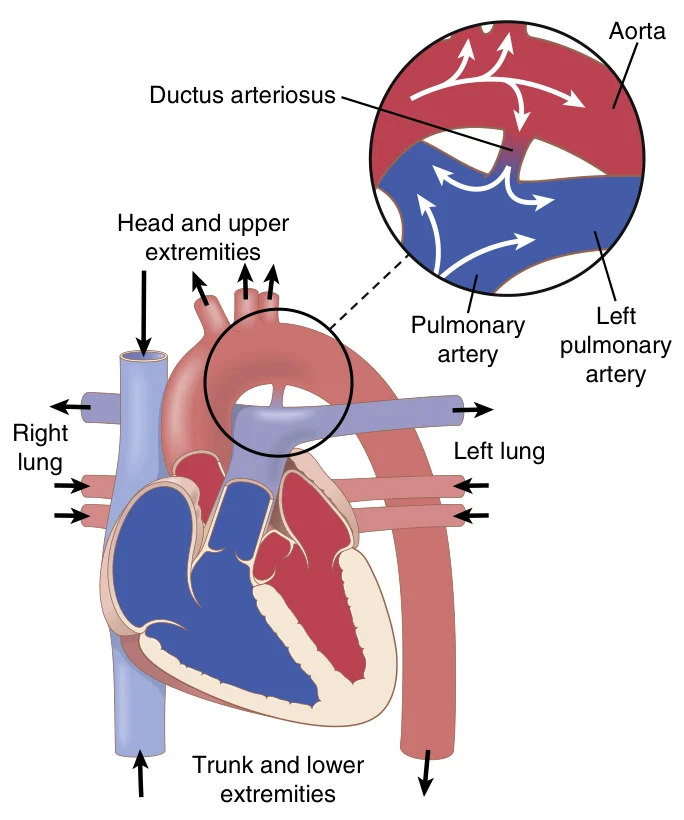 Aorta
Ductus arteriosus
Head and upper
extremities
Pulmonary
artery
Left
pulmonary
artery
Right
lung
Left lung
Trunk and lower
extremities